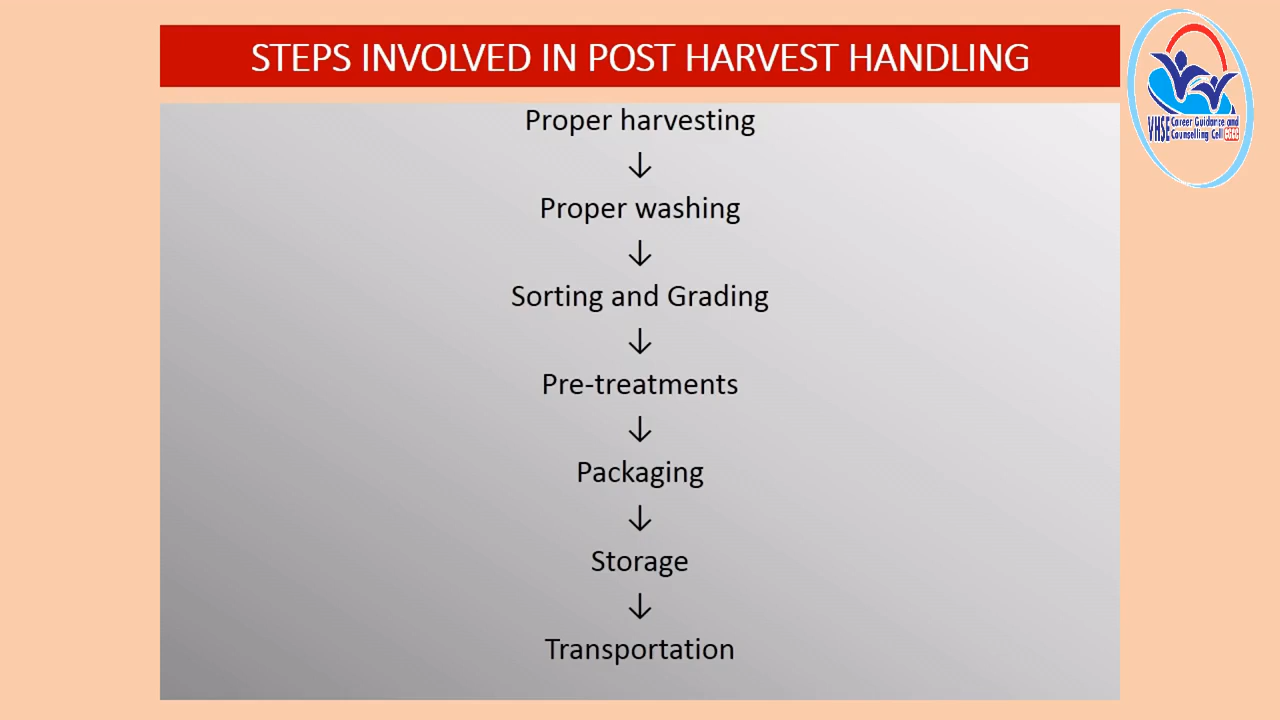 STEPS INVOLVED IN POST HARVEST HANDLING
Proper harvesting
↓
Proper washing
↓
Sorting and Grading
↓
Pre-treatments
↓
Packaging
↓
Storage
↓
Transportation
VHSE Career Guidance and
Counselling Cell CGCC